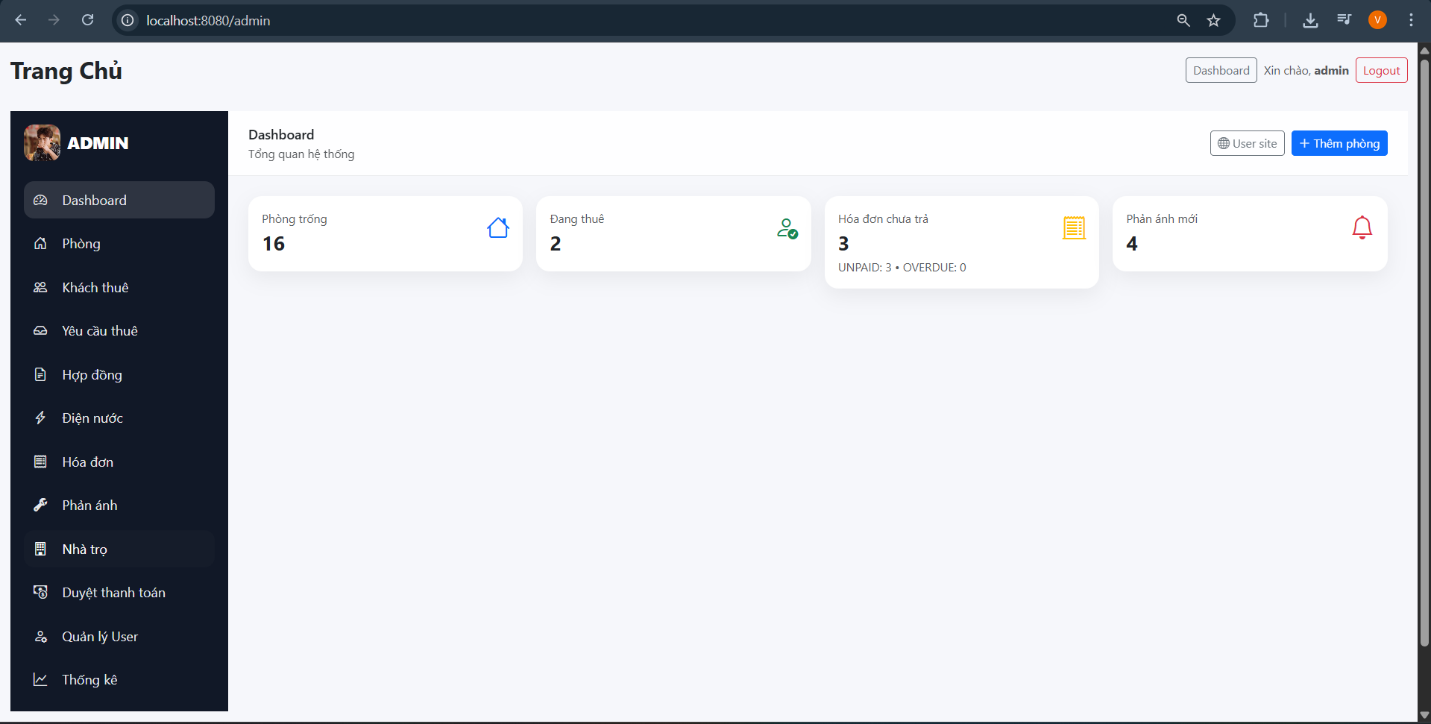 localhost:8080/admin
V
Trang Chủ
Dashboard Xin chào, admin Logout
ADMIN
Dashboard
Phòng
Khách thuê
Yêu cầu thuê
Hợp đồng
Điện nước
Hóa đơn
Phản ánh
Nhà trọ
Duyệt thanh toán
Quản lý User
Thống kê
Dashboard
Tổng quan hệ thống
User site + Thêm phòng
Phòng trống
16
Đang thuê
2
Hóa đơn chưa trả
3
UNPAID: 3 • OVERDUE: 0
Phản ánh mới
4